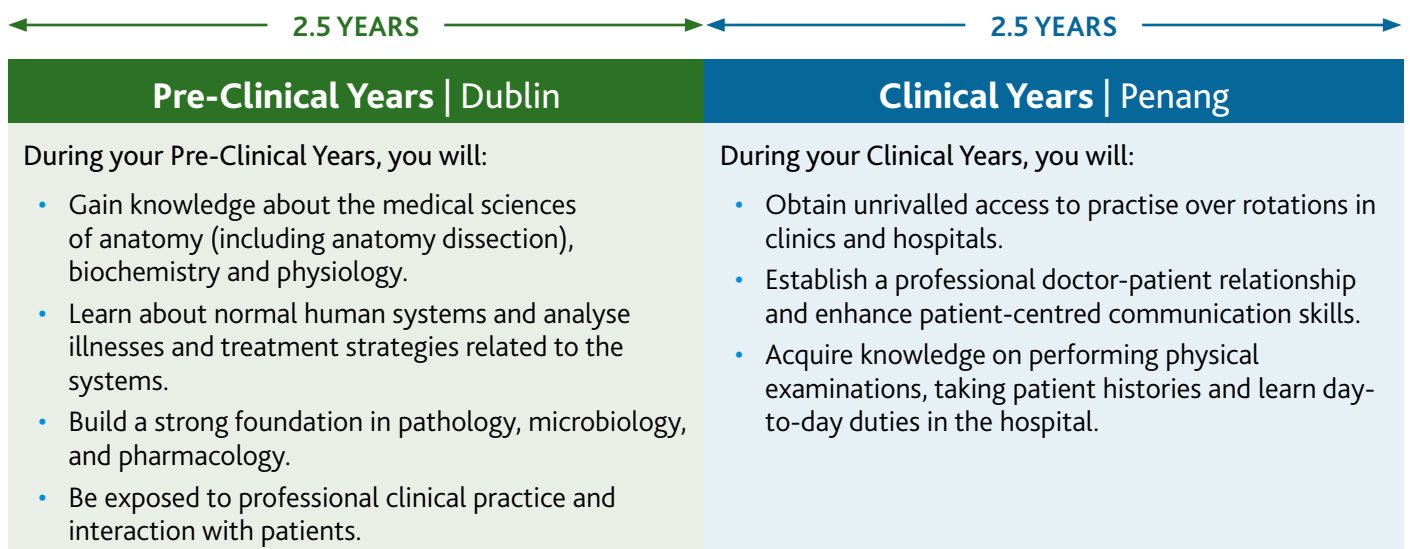 2.5 YEARS
2.5 YEARS
Pre-Clinical Years | Dublin
During your Pre-Clinical Years, you will:
• Gain knowledge about the medical sciences
of anatomy (including anatomy dissection),
biochemistry and physiology.
• Learn about normal human systems and analyse
illnesses and treatment strategies related to the
systems.
• Build a strong foundation in pathology, microbiology,
and pharmacology.
• Be exposed to professional clinical practice and
interaction with patients.
Clinical Years | Penang
During your Clinical Years, you will:
• Obtain unrivalled access to practise over rotations in
clinics and hospitals.
• Establish a professional doctor-patient relationship
and enhance patient-centred communication skills.
• Acquire knowledge on performing physical
examinations, taking patient histories and learn day-
to-day duties in the hospital.